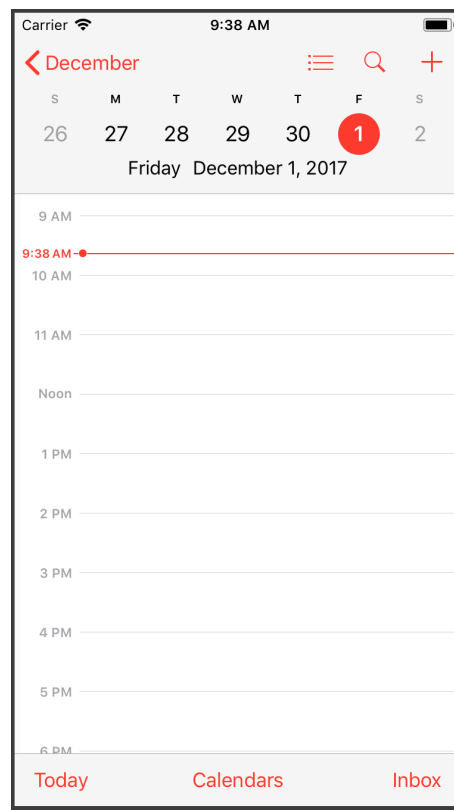 Carrier 9:38 AM
December
S M T W T F S
26 27 28 29 30 1 2
Friday December 1, 2017
9 AM
9:38 AM
10 AM
11 AM
Noon
1 PM
2 PM
3 PM
4 PM
5 PM
6 PM
Today Calendars Inbox